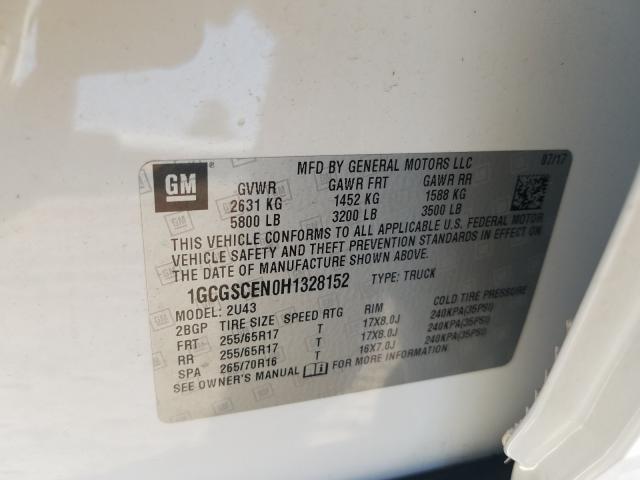 MFD BY GENERAL MOTORS LLC 07/17
GM
GVWR GAWR FRT GAWR RR
2631 KG 1452 KG 1588 KG
5800 LB 3200 LB 3500 LB
THIS VEHICLE CONFORMS TO ALL APPLICABLE U.S. FEDERAL MOTOR
VEHICLE SAFETY AND THEFT PREVENTION STANDARDS IN EFFECT ON
THE DATE OF MANUFACTURE SHOWN ABOVE.
1GCGSCEN0H1328152 TYPE: TRUCK
MODEL: 2U43
2BGP TIRE SIZE SPEED RTG RIM COLD TIRE PRESSURE
FRT 255/65R17 T 17X8.0J 240KPA(35PSI)
RR 255/65R17 T 17X8.0J 240KPA(35PSI)
SPA 265/70R16 T 16X7.0J 240KPA(35PSI)
SEE OWNER'S MANUAL FOR MORE INFORMATION